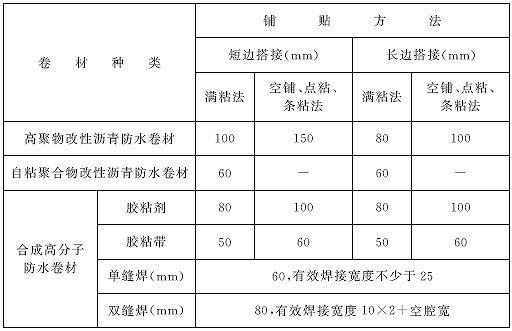 卷 材 种 类
铺 贴 方 法
短边搭接(mm)
长边搭接(mm)
满粘法
空铺、点粘、
条粘法
满粘法
空铺、点粘、
条粘法
高聚物改性沥青防水卷材 100 150 80 100
自粘聚合物改性沥青防水卷材 60 — 60 —
合成高分子
防水卷材
胶粘剂 80 100 80 100
胶粘带 50 60 50 60
单缝焊(mm) 60,有效焊接宽度不少于25
双缝焊(mm) 80,有效焊接宽度10×2+空腔宽